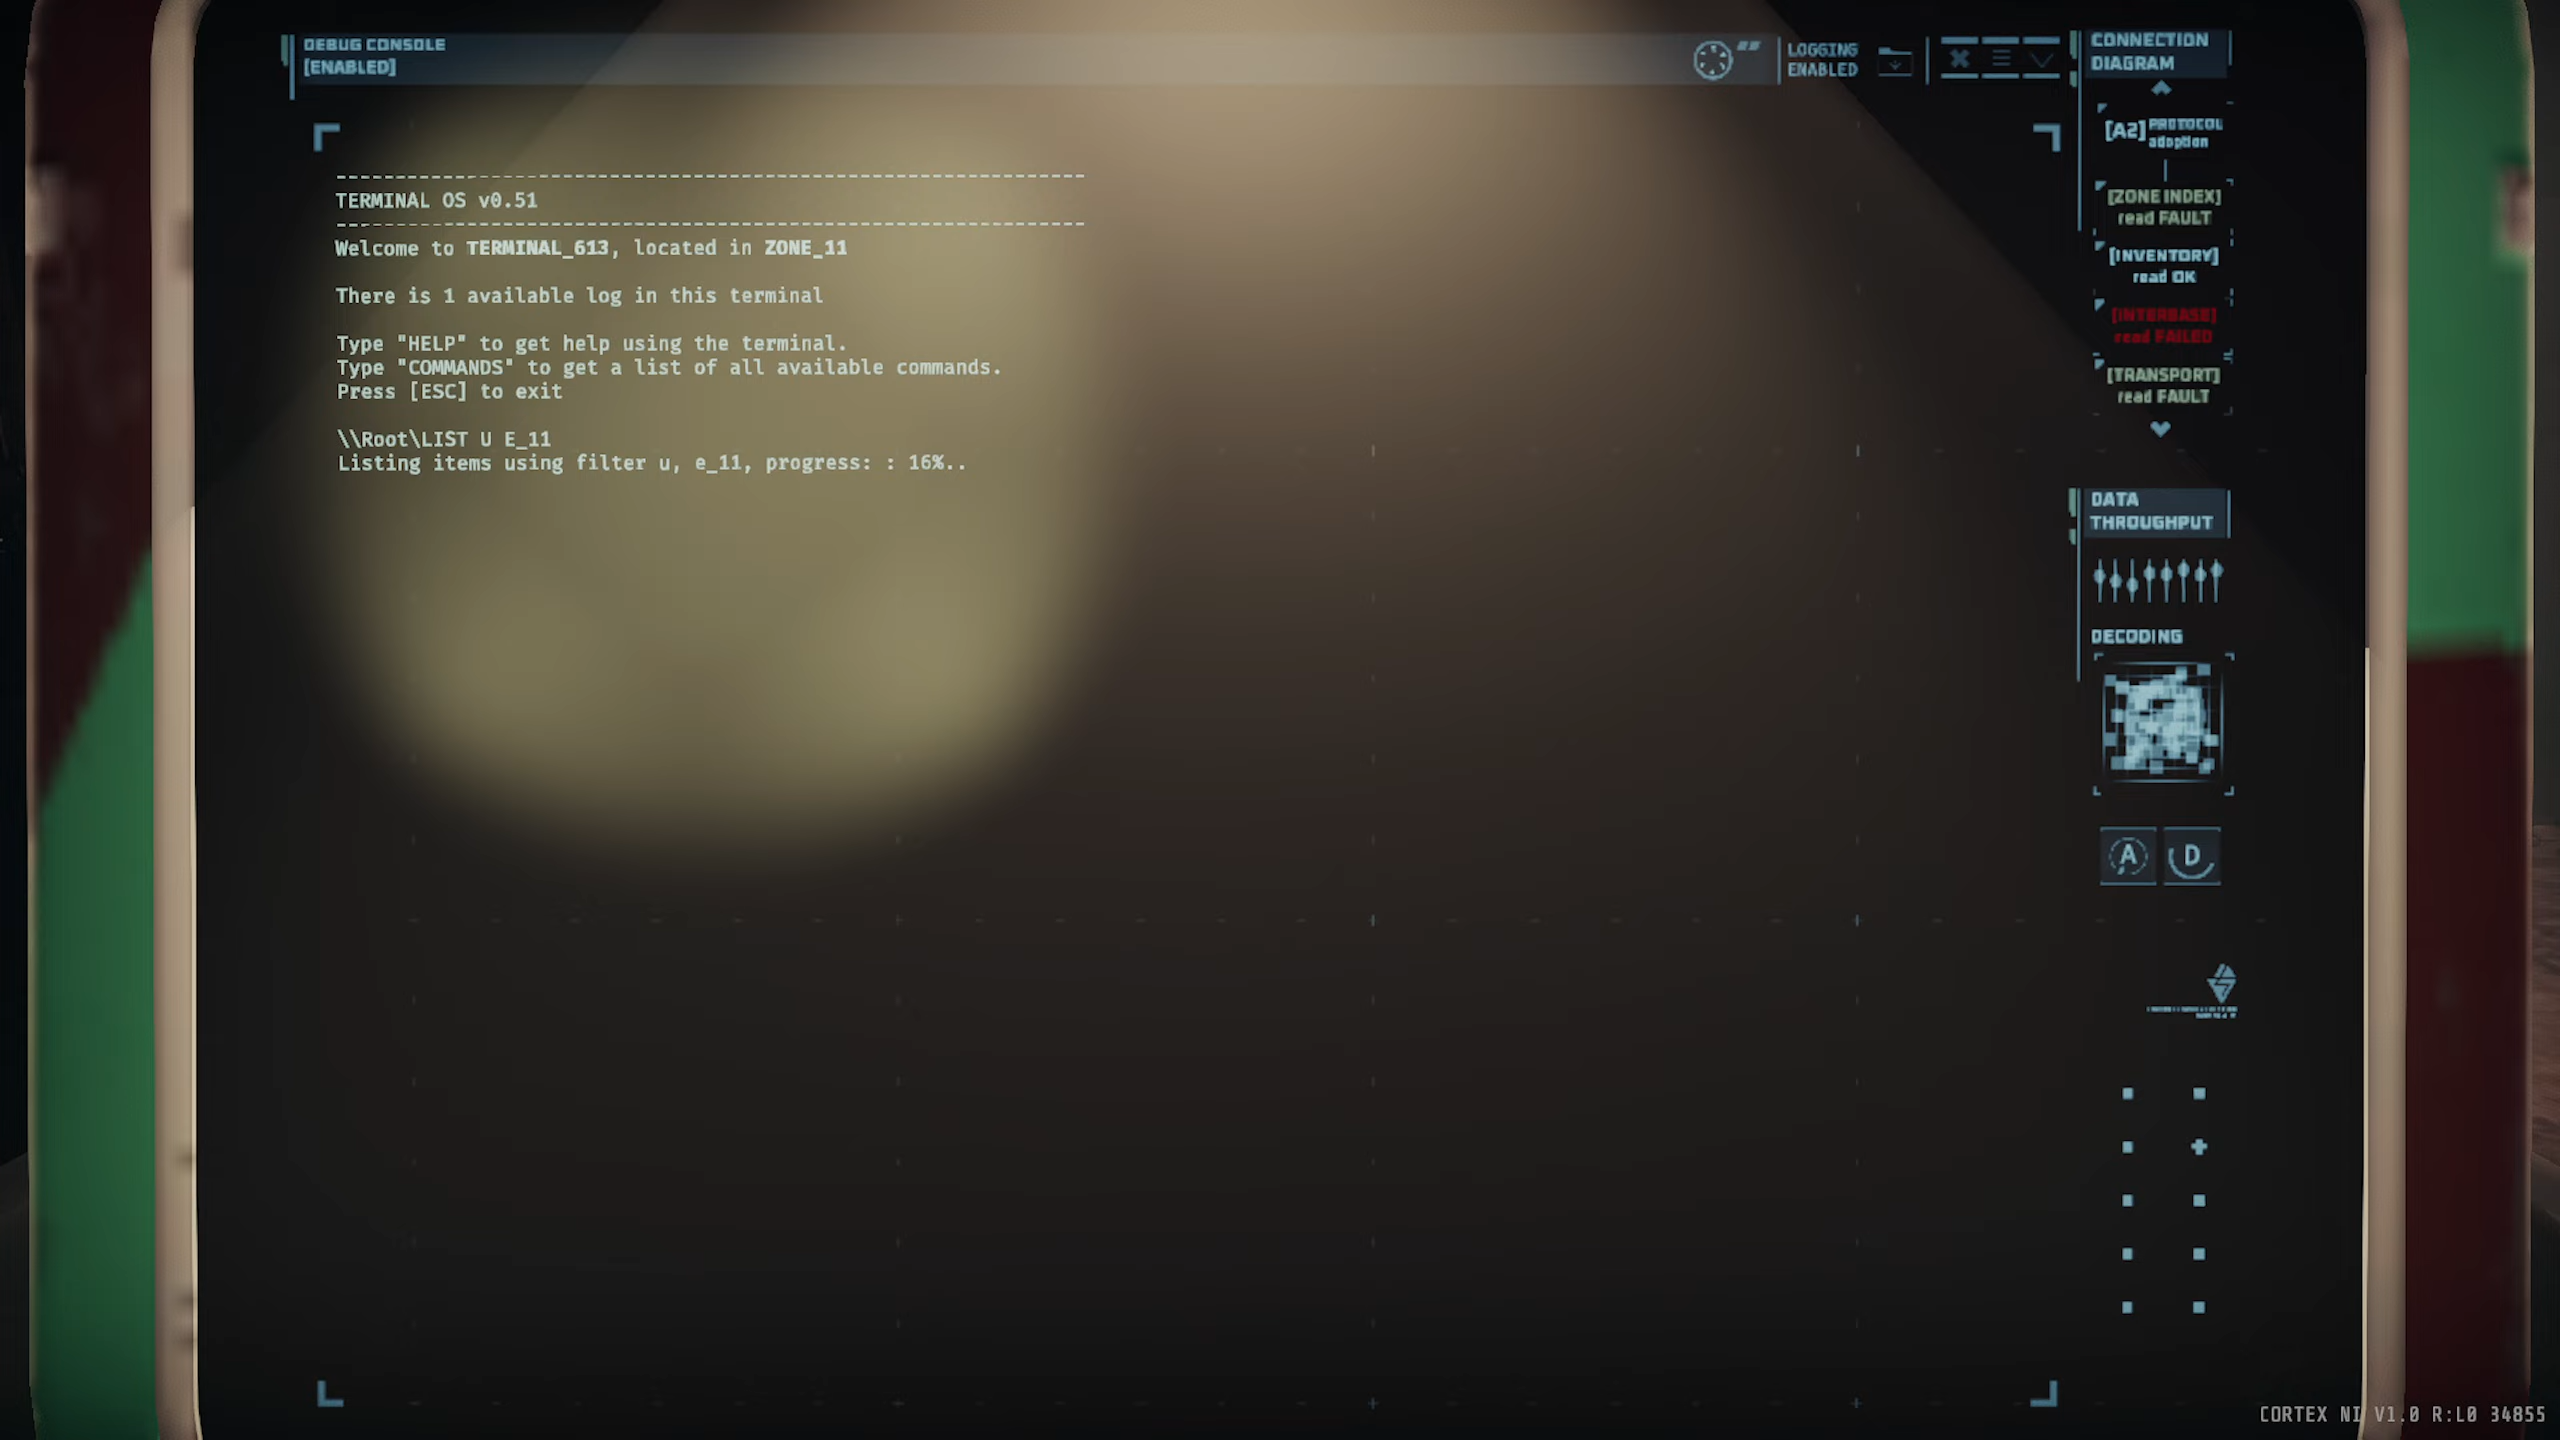 DEBUG CONSOLE
[ENABLED]
LOGGING
ENABLED
CONNECTION
DIAGRAM
[A2] PROTOCOL
adoption
[ZONE INDEX]
read FAULT
[INVENTORY]
read OK
[INTERBASE]
read FAILED
[TRANSPORT]
read FAULT
DATA
THROUGHPUT
DECODING
A D
--------------------------------------------------------------
TERMINAL OS v0.51
--------------------------------------------------------------
Welcome to TERMINAL_613, located in ZONE_11
There is 1 available log in this terminal
Type "HELP" to get help using the terminal.
Type "COMMANDS" to get a list of all available commands.
Press [ESC] to exit
\\Root\LIST U E_11
Listing items using filter u, e_11, progress: : 16%..
CORTEX NI V1.0 R:L0 34855